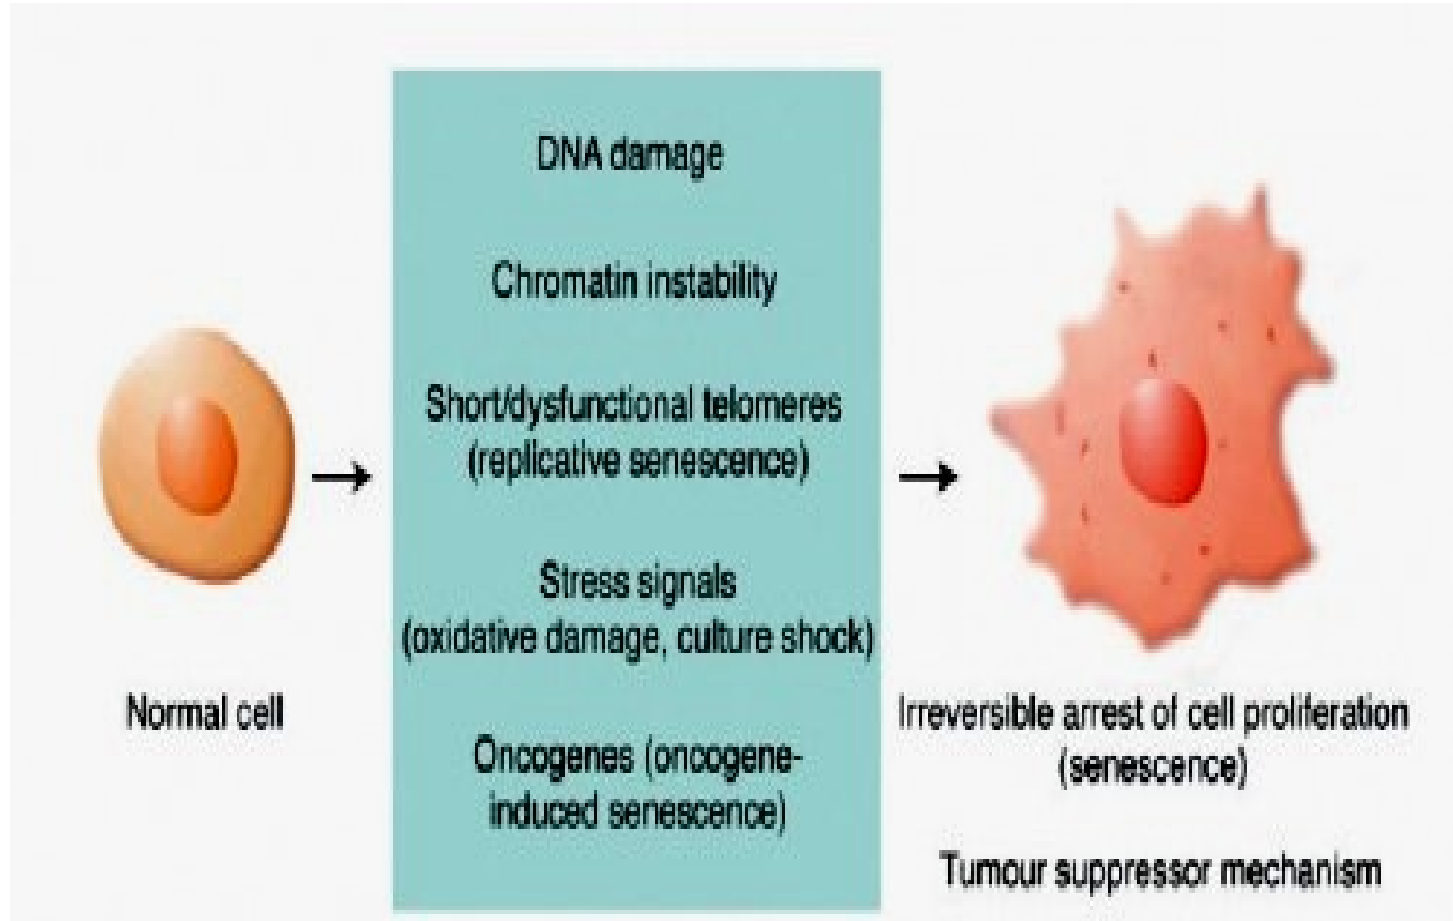 DNA damage
Chromatin instability
Short/dysfunctional telomeres
(replicative senescence)
Stress signals
(oxidative damage, culture shock)
Oncogenes (oncogene-
induced senescence)
Normal cell
Irreversible arrest of cell proliferation
(senescence)
Tumour suppressor mechanism